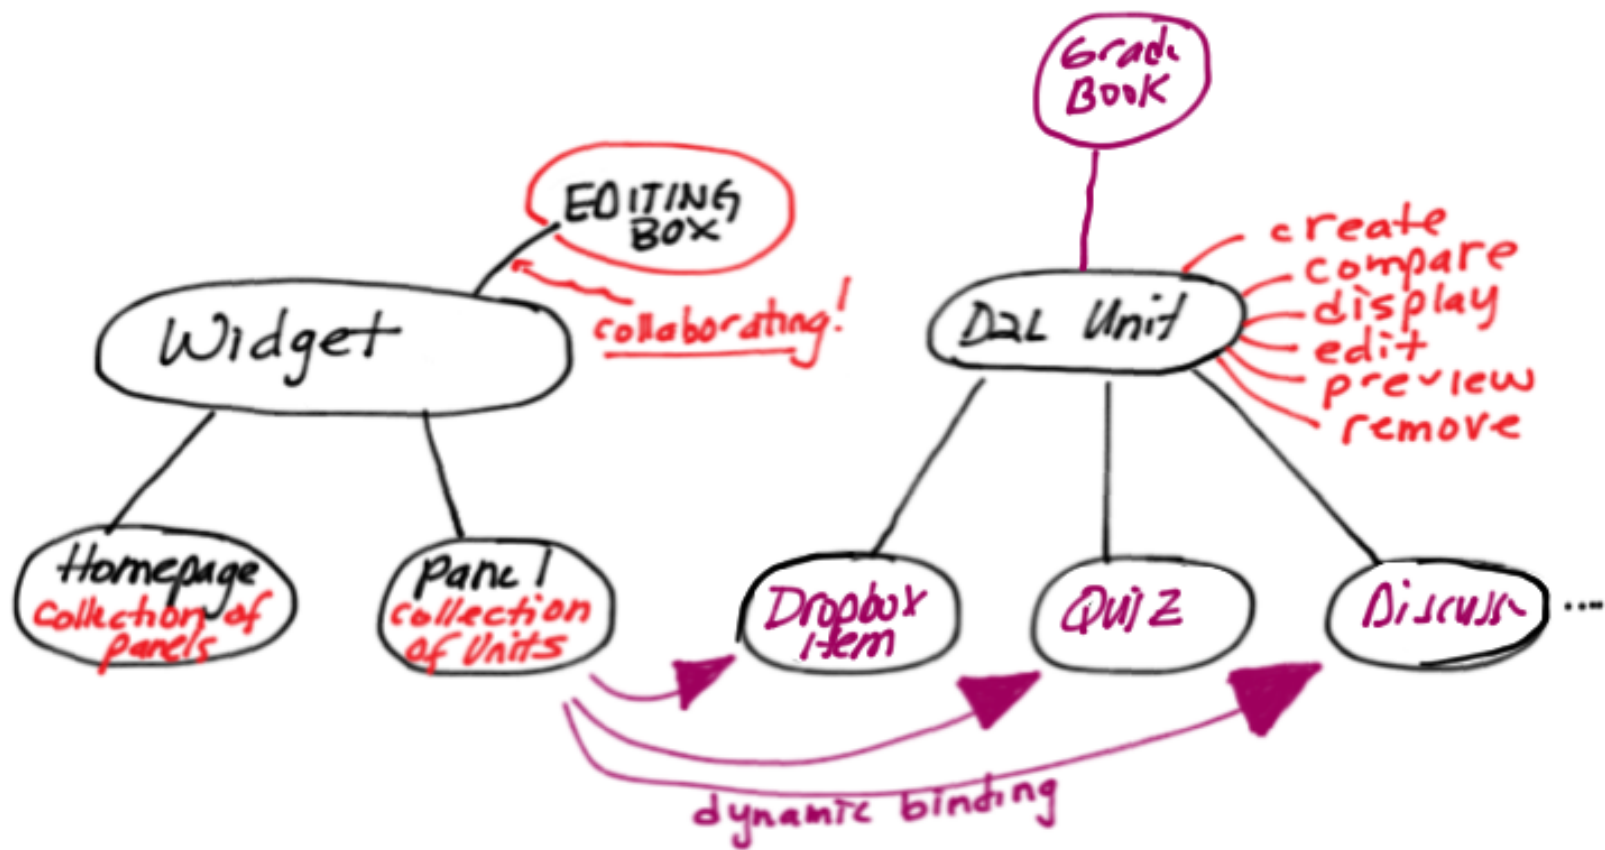 Grade
BOOK
EDITING
BOX
create
compare
display
edit
preview
remove
collaborating!
Widget
D2L Unit
Homepage
collection of
panels
panel
collection
of Units
Dropbox
item
QUIZ
Discuss
....
dynamic binding